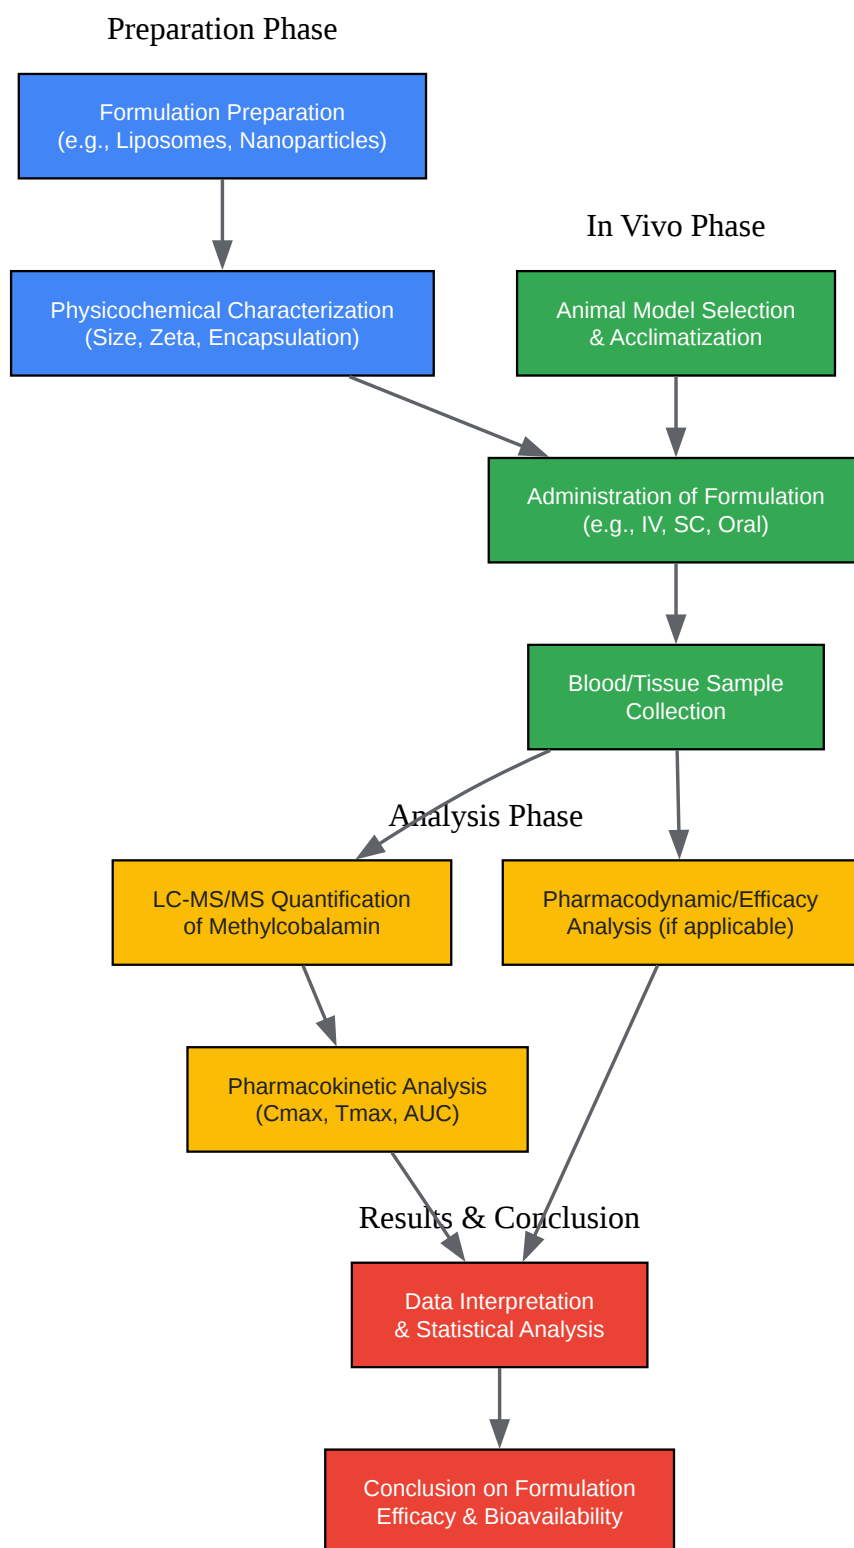 Preparation Phase
Formulation Preparation
(e.g., Liposomes, Nanoparticles)
In Vivo Phase
Physicochemical Characterization
(Size, Zeta, Encapsulation)
Animal Model Selection
& Acclimatization
Administration of Formulation
(e.g., IV, SC, Oral)
Blood/Tissue Sample
Collection
Analysis Phase
LC-MS/MS Quantification
of Methylcobalamin
Pharmacodynamic/Efficacy
Analysis (if applicable)
Pharmacokinetic Analysis
(Cmax, Tmax, AUC)
Results & Conclusion
Data Interpretation
& Statistical Analysis
Conclusion on Formulation
Efficacy & Bioavailability